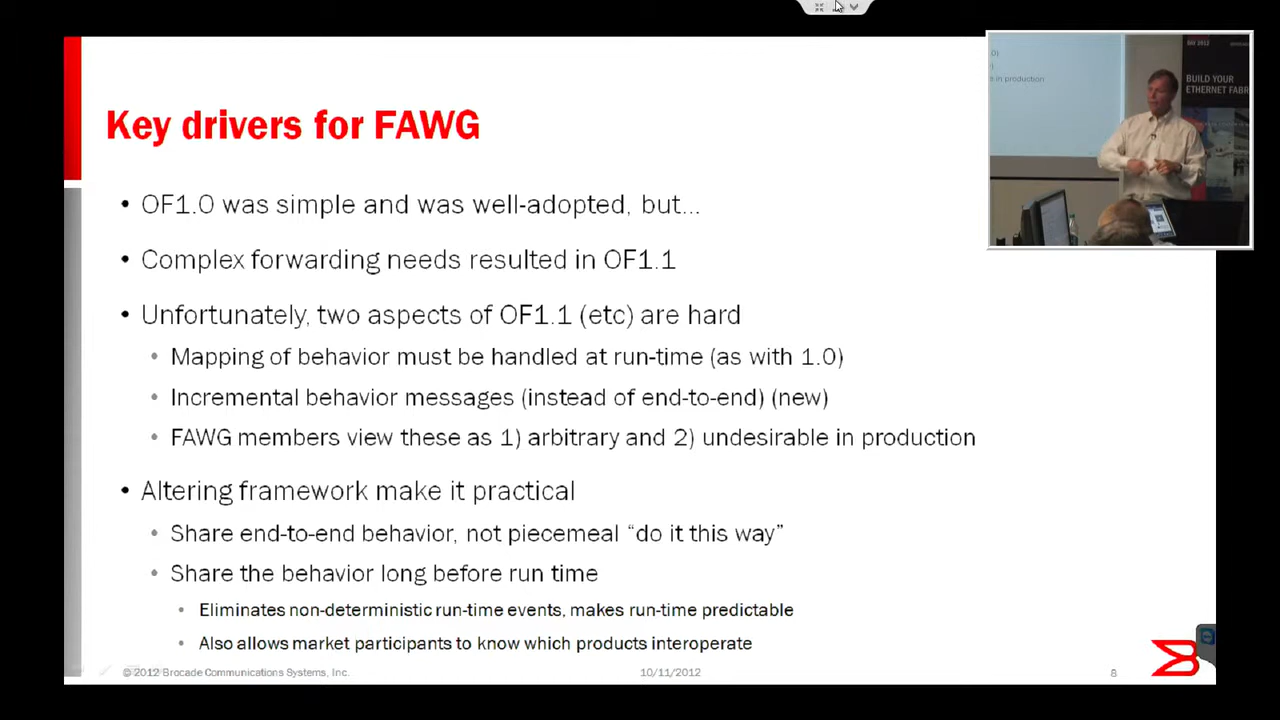 Key drivers for FAWG
• OF1.0 was simple and was well-adopted, but...
• Complex forwarding needs resulted in OF1.1
• Unfortunately, two aspects of OF1.1 (etc) are hard
• Mapping of behavior must be handled at run-time (as with 1.0)
• Incremental behavior messages (instead of end-to-end) (new)
• FAWG members view these as 1) arbitrary and 2) undesirable in production
• Altering framework make it practical
• Share end-to-end behavior, not piecemeal “do it this way”
• Share the behavior long before run time
• Eliminates non-deterministic run-time events, makes run-time predictable
• Also allows market participants to know which products interoperate
© 2012 Brocade Communications Systems, Inc.
10/11/2012
8
in production
BUILD YOUR
ETHERNET FABR